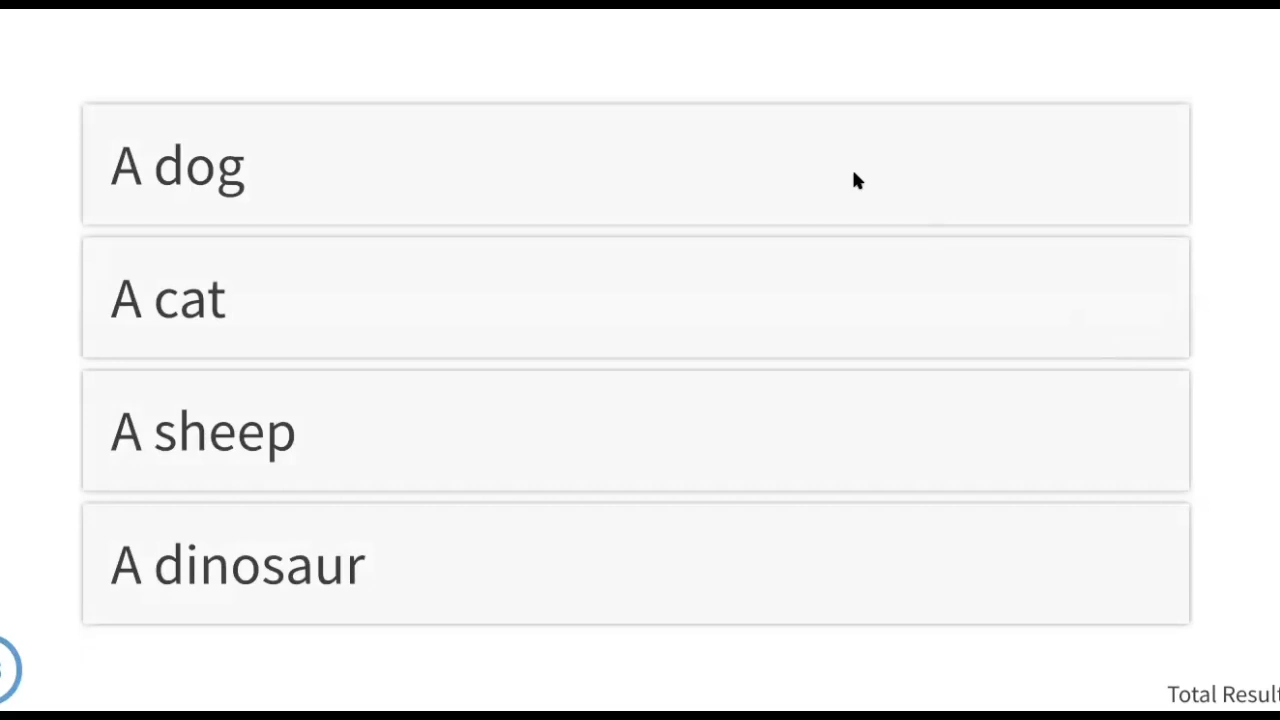 A dog
A cat
A sheep
A dinosaur
Total Result